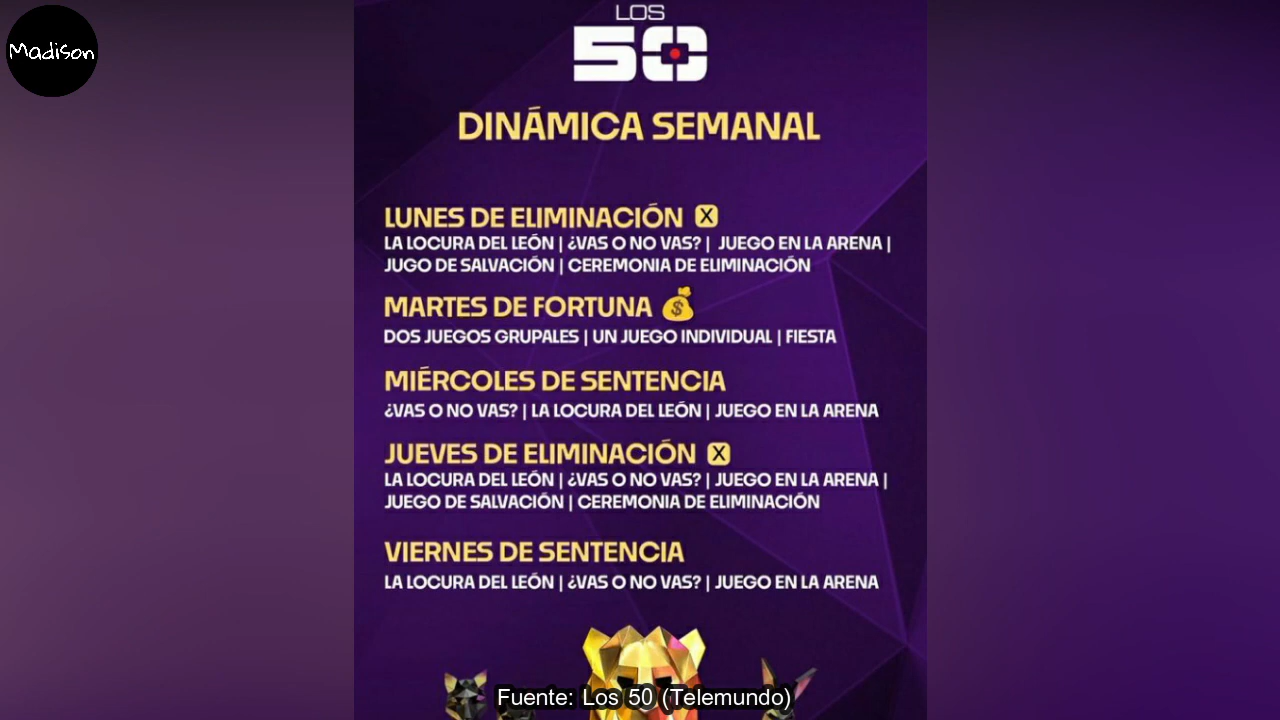 Madison
LOS
50
DINÁMICA SEMANAL
LUNES DE ELIMINACIÓN X
LA LOCURA DEL LEÓN | ¿VAS O NO VAS? | JUEGO EN LA ARENA |
JUGO DE SALVACIÓN | CEREMONIA DE ELIMINACIÓN
MARTES DE FORTUNA 💰
DOS JUEGOS GRUPALES | UN JUEGO INDIVIDUAL | FIESTA
MIÉRCOLES DE SENTENCIA
¿VAS O NO VAS? | LA LOCURA DEL LEÓN | JUEGO EN LA ARENA
JUEVES DE ELIMINACIÓN X
LA LOCURA DEL LEÓN | ¿VAS O NO VAS? | JUEGO EN LA ARENA |
JUEGO DE SALVACIÓN | CEREMONIA DE ELIMINACIÓN
VIERNES DE SENTENCIA
LA LOCURA DEL LEÓN | ¿VAS O NO VAS? | JUEGO EN LA ARENA
Fuente: Los 50 (Telemundo)